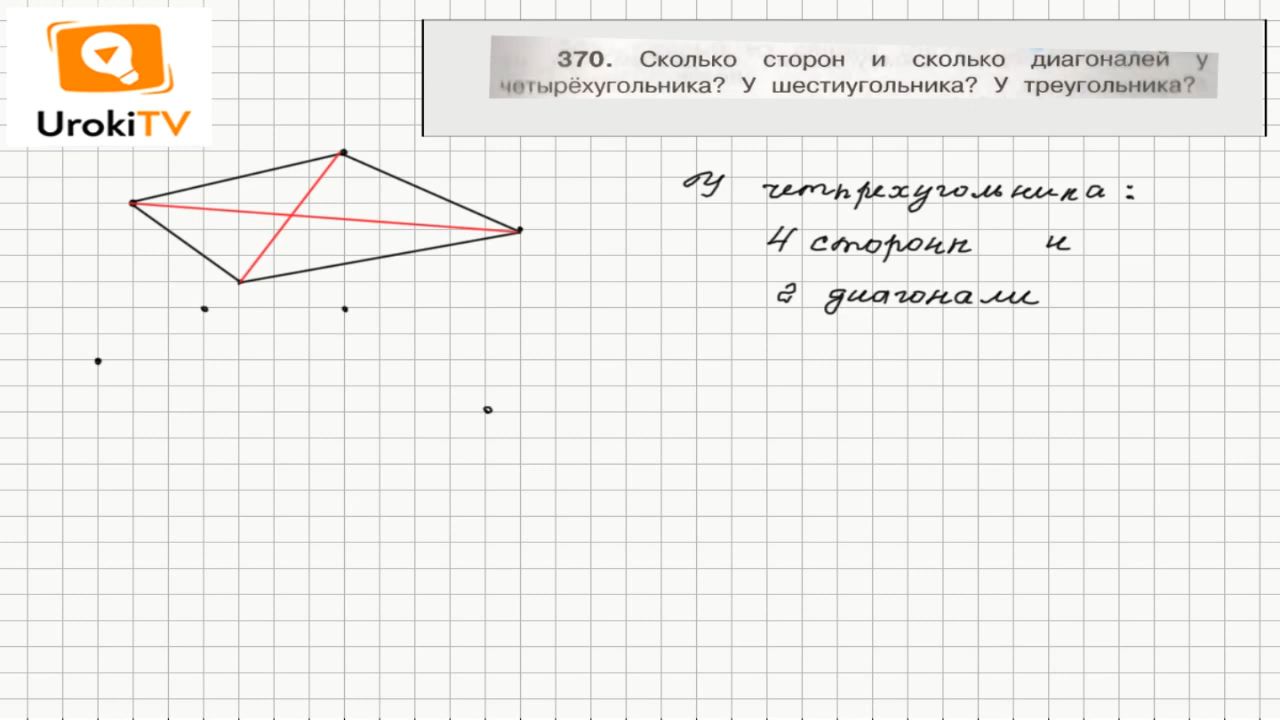 UrokiTV
370. Сколько сторон и сколько диагоналей у
четырёхугольника? У шестиугольника? У треугольника?
У четырехугольника:
4 стороны и
2 диагонали